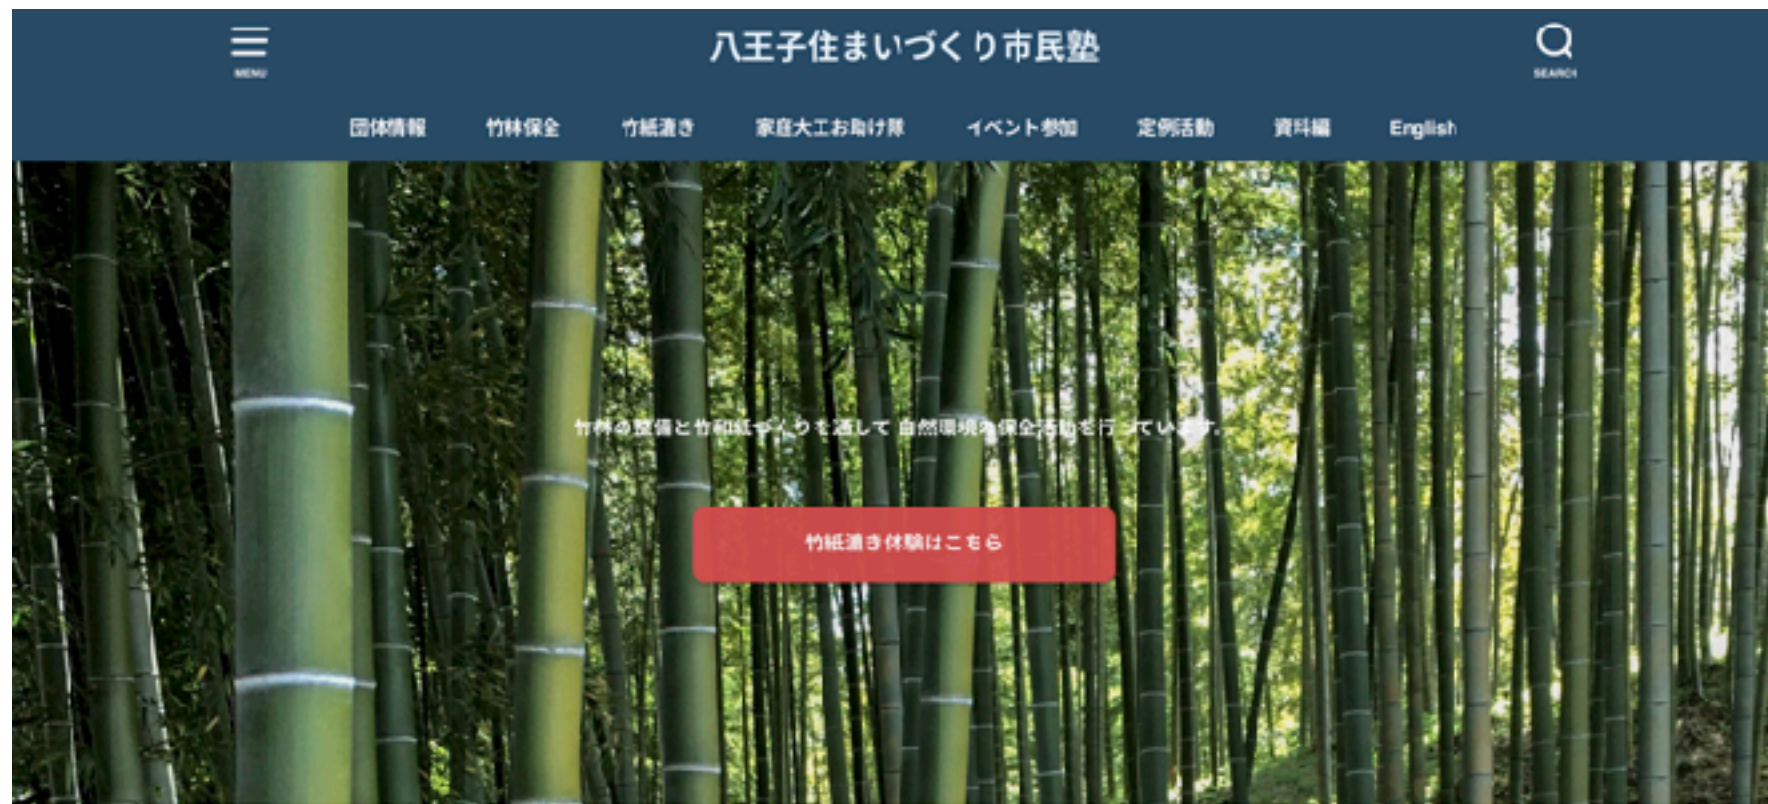 八王子住まいづくり市民塾
MENU
SEARCH
団体情報 竹林保全 竹紙漉き 家庭大工お助け隊 イベント参加 定例活動 資料編 English
竹林の整備と竹和紙づくりを通して 自然環境の保全活動を行っています。
竹紙漉き体験はこちら